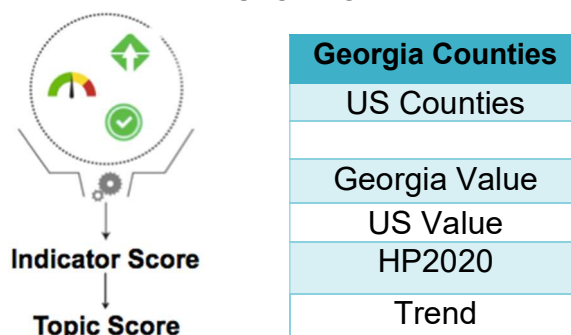 Indicator Score
Topic Score
Georgia Counties
US Counties
Georgia Value
US Value
HP2020
Trend